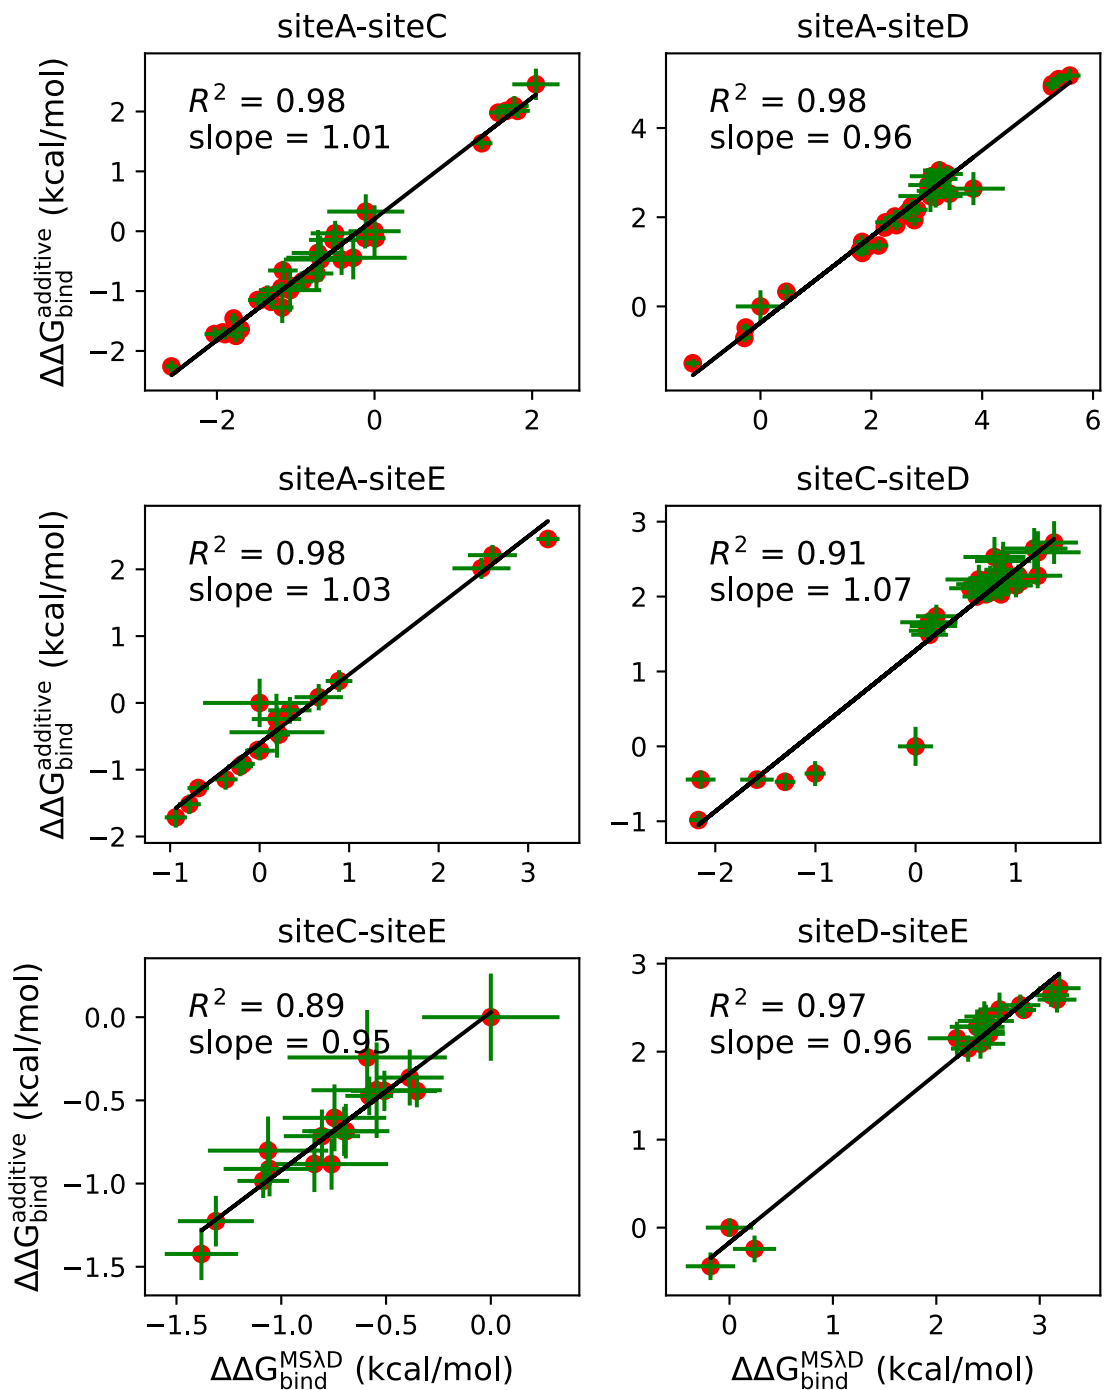 siteA-siteC
siteA-siteD
ΔΔG^additive_bind (kcal/mol)
R² = 0.98
slope = 1.01
2
1
0
−1
−2
−2 0 2
R² = 0.98
slope = 0.96
4
2
0
0 2 4 6
siteA-siteE
siteC-siteD
ΔΔG^additive_bind (kcal/mol)
R² = 0.98
slope = 1.03
2
1
0
−1
−2
−1 0 1 2 3
R² = 0.91
slope = 1.07
3
2
1
0
−1
−2 −1 0 1
siteC-siteE
siteD-siteE
ΔΔG^additive_bind (kcal/mol)
R² = 0.89
slope = 0.95
0.0
−0.5
−1.0
−1.5
−1.5 −1.0 −0.5 0.0
ΔΔG^MSλD_bind (kcal/mol)
R² = 0.97
slope = 0.96
3
2
1
0
0 1 2 3
ΔΔG^MSλD_bind (kcal/mol)